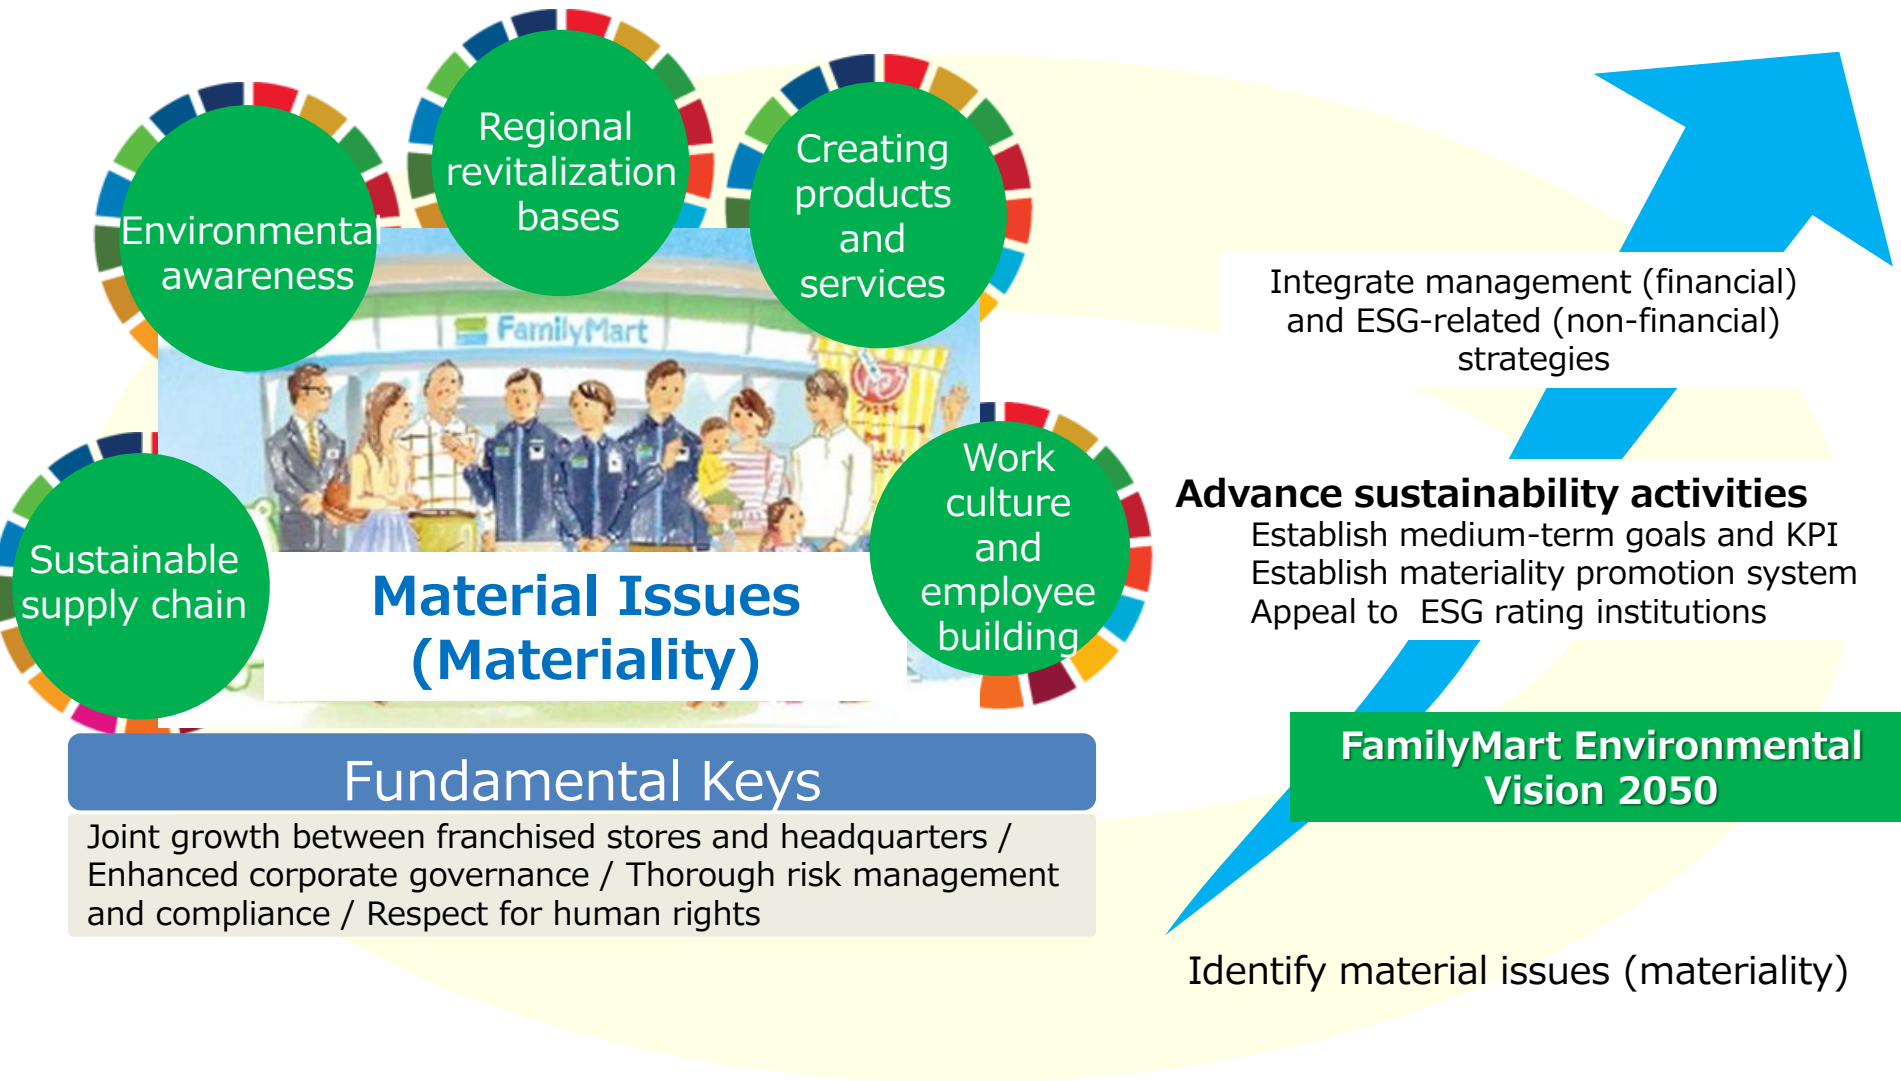 Regional
revitalization
bases
Creating
products
and
services
Environmental
awareness
FamilyMart
Sustainable
supply chain
Work
culture
and
employee
building
Material Issues
(Materiality)
Fundamental Keys
Joint growth between franchised stores and headquarters /
Enhanced corporate governance / Thorough risk management
and compliance / Respect for human rights
Integrate management (financial)
and ESG-related (non-financial)
strategies
Advance sustainability activities
Establish medium-term goals and KPI
Establish materiality promotion system
Appeal to  ESG rating institutions
FamilyMart Environmental
Vision 2050
Identify material issues (materiality)